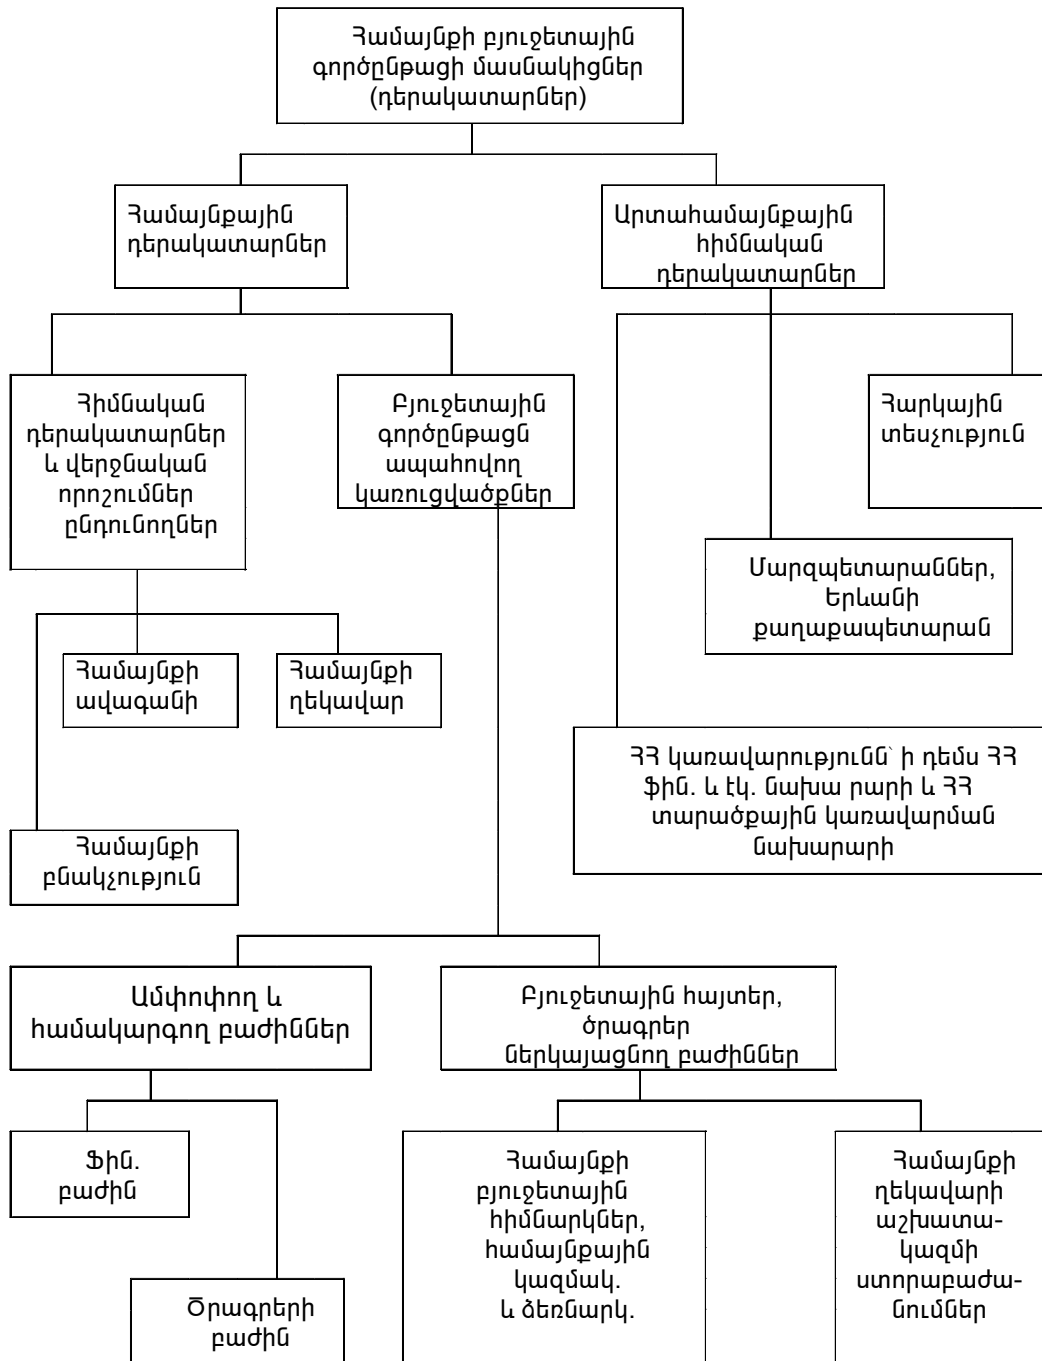 Համայնքի բյուջետային
գործընթացի մասնակիցներ
(դերակատարներ)
Համայնքային
դերակատարներ
Արտահամայնքային
հիմնական
դերակատարներ
Հիմնական
դերակատարներ
և վերջնական
որոշումներ
ընդունողներ
Բյուջետային
գործընթացն
ապահովող
կառուցվածքներ
Հարկային
տեսչություն
Մարզպետարաններ,
Երևանի
քաղաքապետարան
Համայնքի
ավագանի
Համայնքի
ղեկավար
ՀՀ կառավարությունն՝ ի դեմս ՀՀ
ֆին. և էկ. նախա րարի և ՀՀ
տարածքային կառավարման
նախարարի
Համայնքի
բնակչություն
Ամփոփող և
համակարգող բաժիններ
Բյուջետային հայտեր,
ծրագրեր
ներկայացնող բաժիններ
Ֆին.
բաժին
Ծրագրերի
բաժին
Համայնքի
բյուջետային
հիմնարկներ,
համայնքային
կազմակ.
և ձեռնարկ.
Համայնքի
ղեկավարի
աշխատա-
կազմի
ստորաբաժա-
նումներ